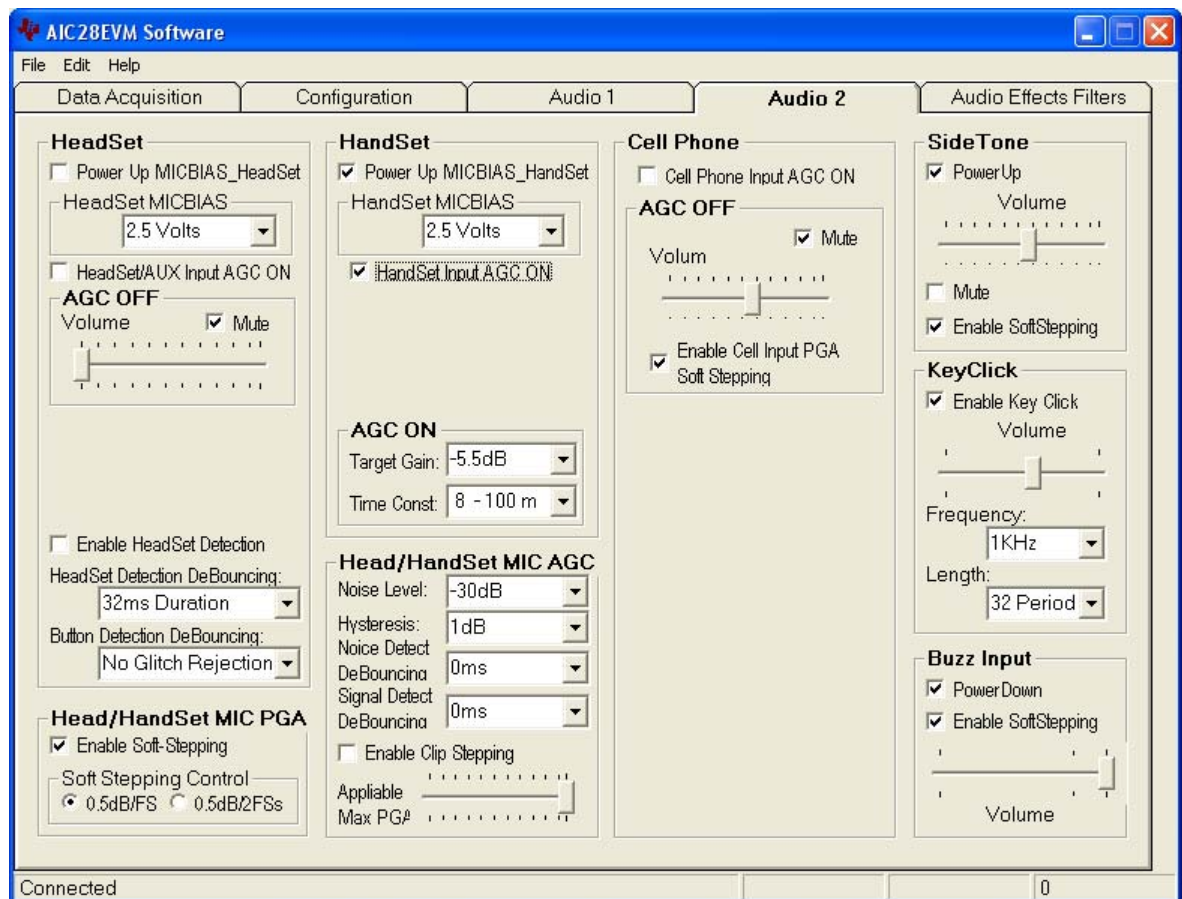 AIC28EVM Software
File Edit Help
Data Acquisition
Configuration
Audio 1
Audio 2
Audio Effects Filters
HeadSet
Power Up MICBIAS_HeadSet
HeadSet MICBIAS
2.5 Volts
HeadSet/AUX Input AGC ON
AGC OFF
Volume
Mute
Enable HeadSet Detection
HeadSet Detection DeBouncing:
32ms Duration
Button Detection DeBouncing:
No Glitch Rejection
Head/HandSet MIC PGA
Enable Soft-Stepping
Soft Stepping Control
0.5dB/FS 0.5dB/2FSs
HandSet
Power Up MICBIAS_HandSet
HandSet MICBIAS
2.5 Volts
HandSet Input AGC ON
AGC ON
Target Gain: -5.5dB
Time Const: 8 - 100 m
Head/HandSet MIC AGC
Noise Level: -30dB
Hysteresis: 1dB
Noice Detect
DeBouncing 0ms
Signal Detect
DeBouncing 0ms
Enable Clip Stepping
Appliable
Max PGA
Cell Phone
Cell Phone Input AGC ON
AGC OFF
Mute
Volum
Enable Cell Input PGA
Soft Stepping
SideTone
PowerUp
Volume
Mute
Enable SoftStepping
KeyClick
Enable Key Click
Volume
Frequency:
1KHz
Length:
32 Period
Buzz Input
PowerDown
Enable SoftStepping
Volume
Connected
0